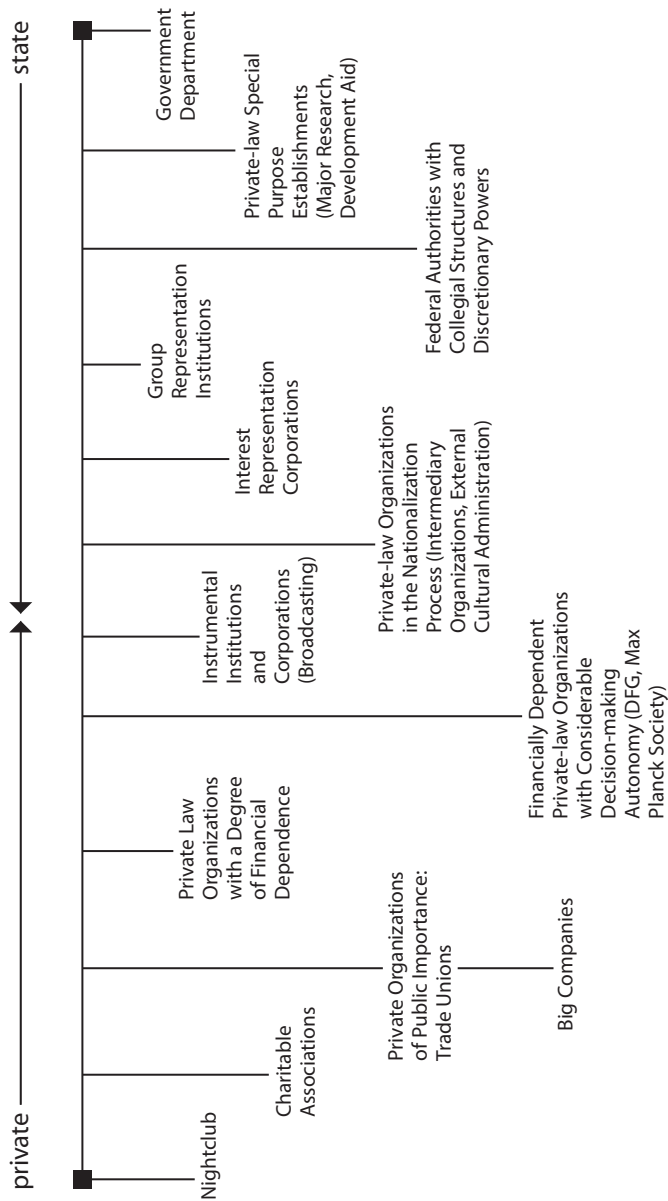 private
state
Nightclub
Charitable
Associations
Private Organizations
of Public Importance:
Trade Unions
Big Companies
Private Law
Organizations
with a Degree
of Financial
Dependence
Financially Dependent
Private-law Organizations
with Considerable
Decision-making
Autonomy (DFG, Max
Planck Society)
Instrumental
Institutions
and
Corporations
(Broadcasting)
Private-law Organizations
in the Nationalization
Process (Intermediary
Organizations, External
Cultural Administration)
Interest
Representation
Corporations
Group
Representation
Institutions
Federal Authorities with
Collegial Structures and
Discretionary Powers
Private-law Special
Purpose
Establishments
(Major Research,
Development Aid)
Government
Department